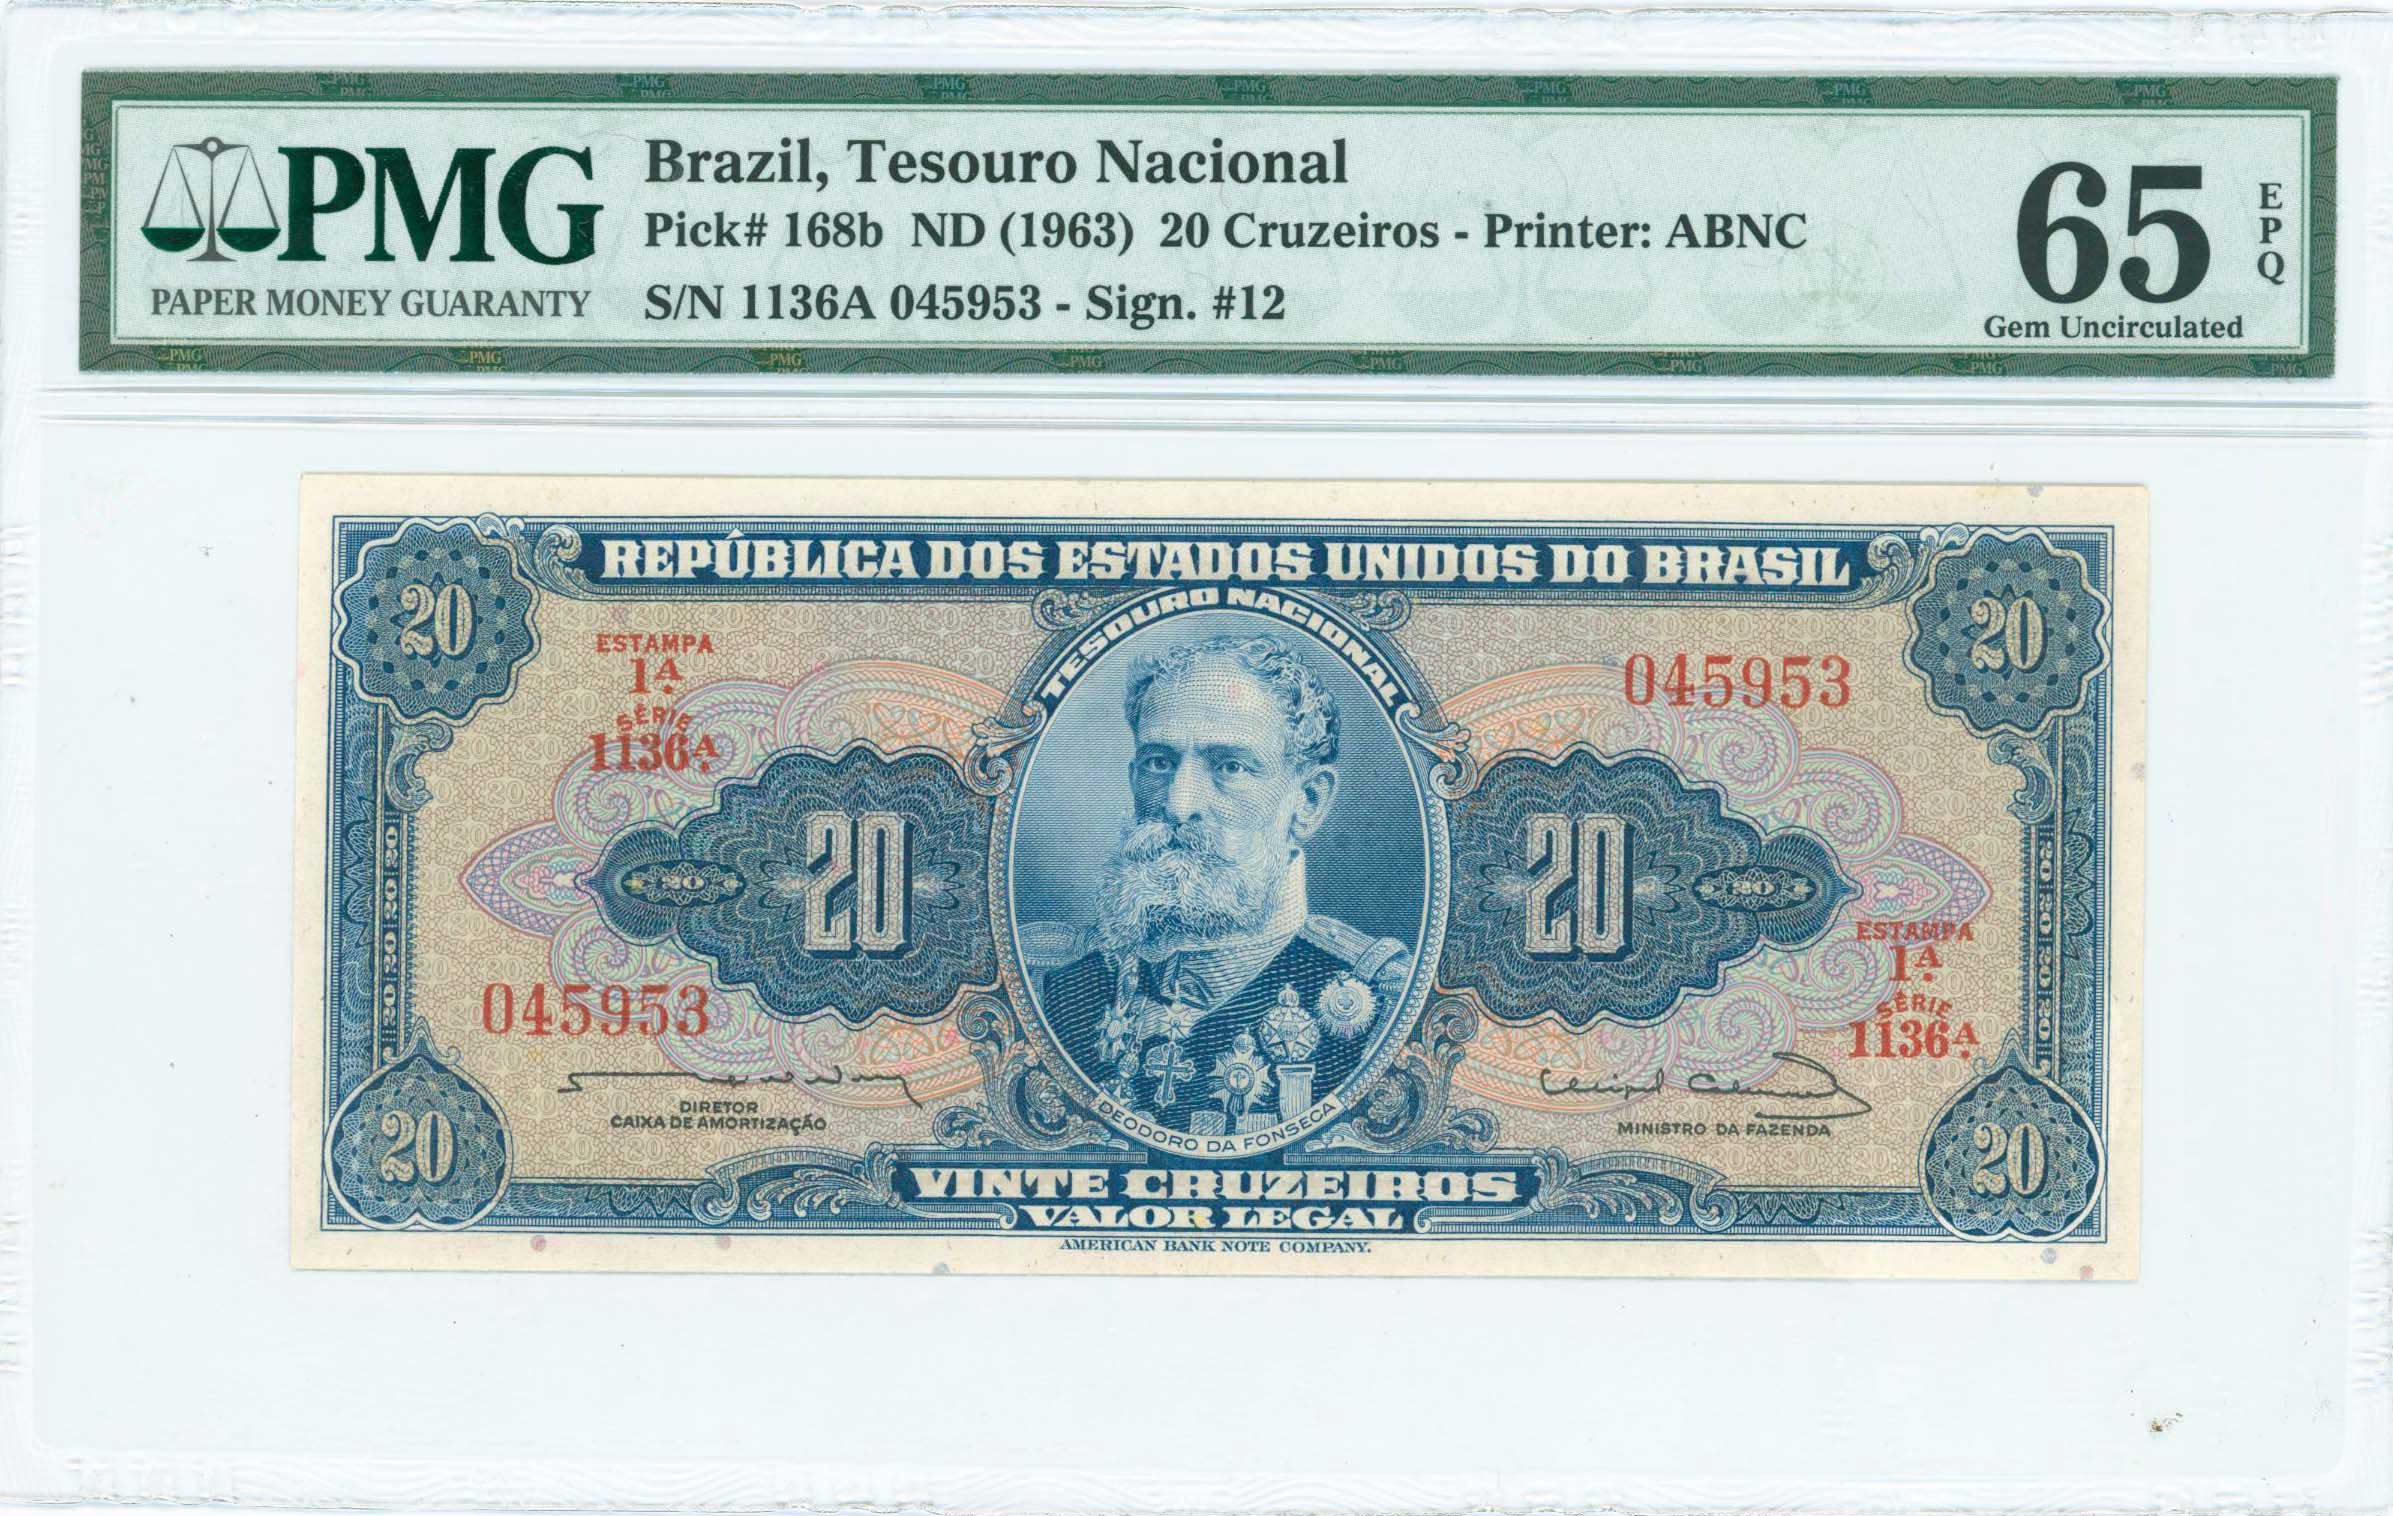 PMG
PAPER MONEY GUARANTY
Brazil, Tesouro Nacional
Pick# 168b ND (1963) 20 Cruzeiros - Printer: ABNC
S/N 1136A 045953 - Sign. #12
65
EPQ
Gem Uncirculated
REPÚBLICA DOS ESTADOS UNIDOS DO BRASIL
TESOURO NACIONAL
20
20
ESTAMPA
1A.
SÉRIE
1136A.
045953
20
20
20
20
045953
ESTAMPA
1A.
SÉRIE
1136A.
DIRETOR
CAIXA DE AMORTIZAÇÃO
DEODORO DA FONSECA
MINISTRO DA FAZENDA
20
20
VINTE CRUZEIROS
VALOR LEGAL
AMERICAN BANK NOTE COMPANY.